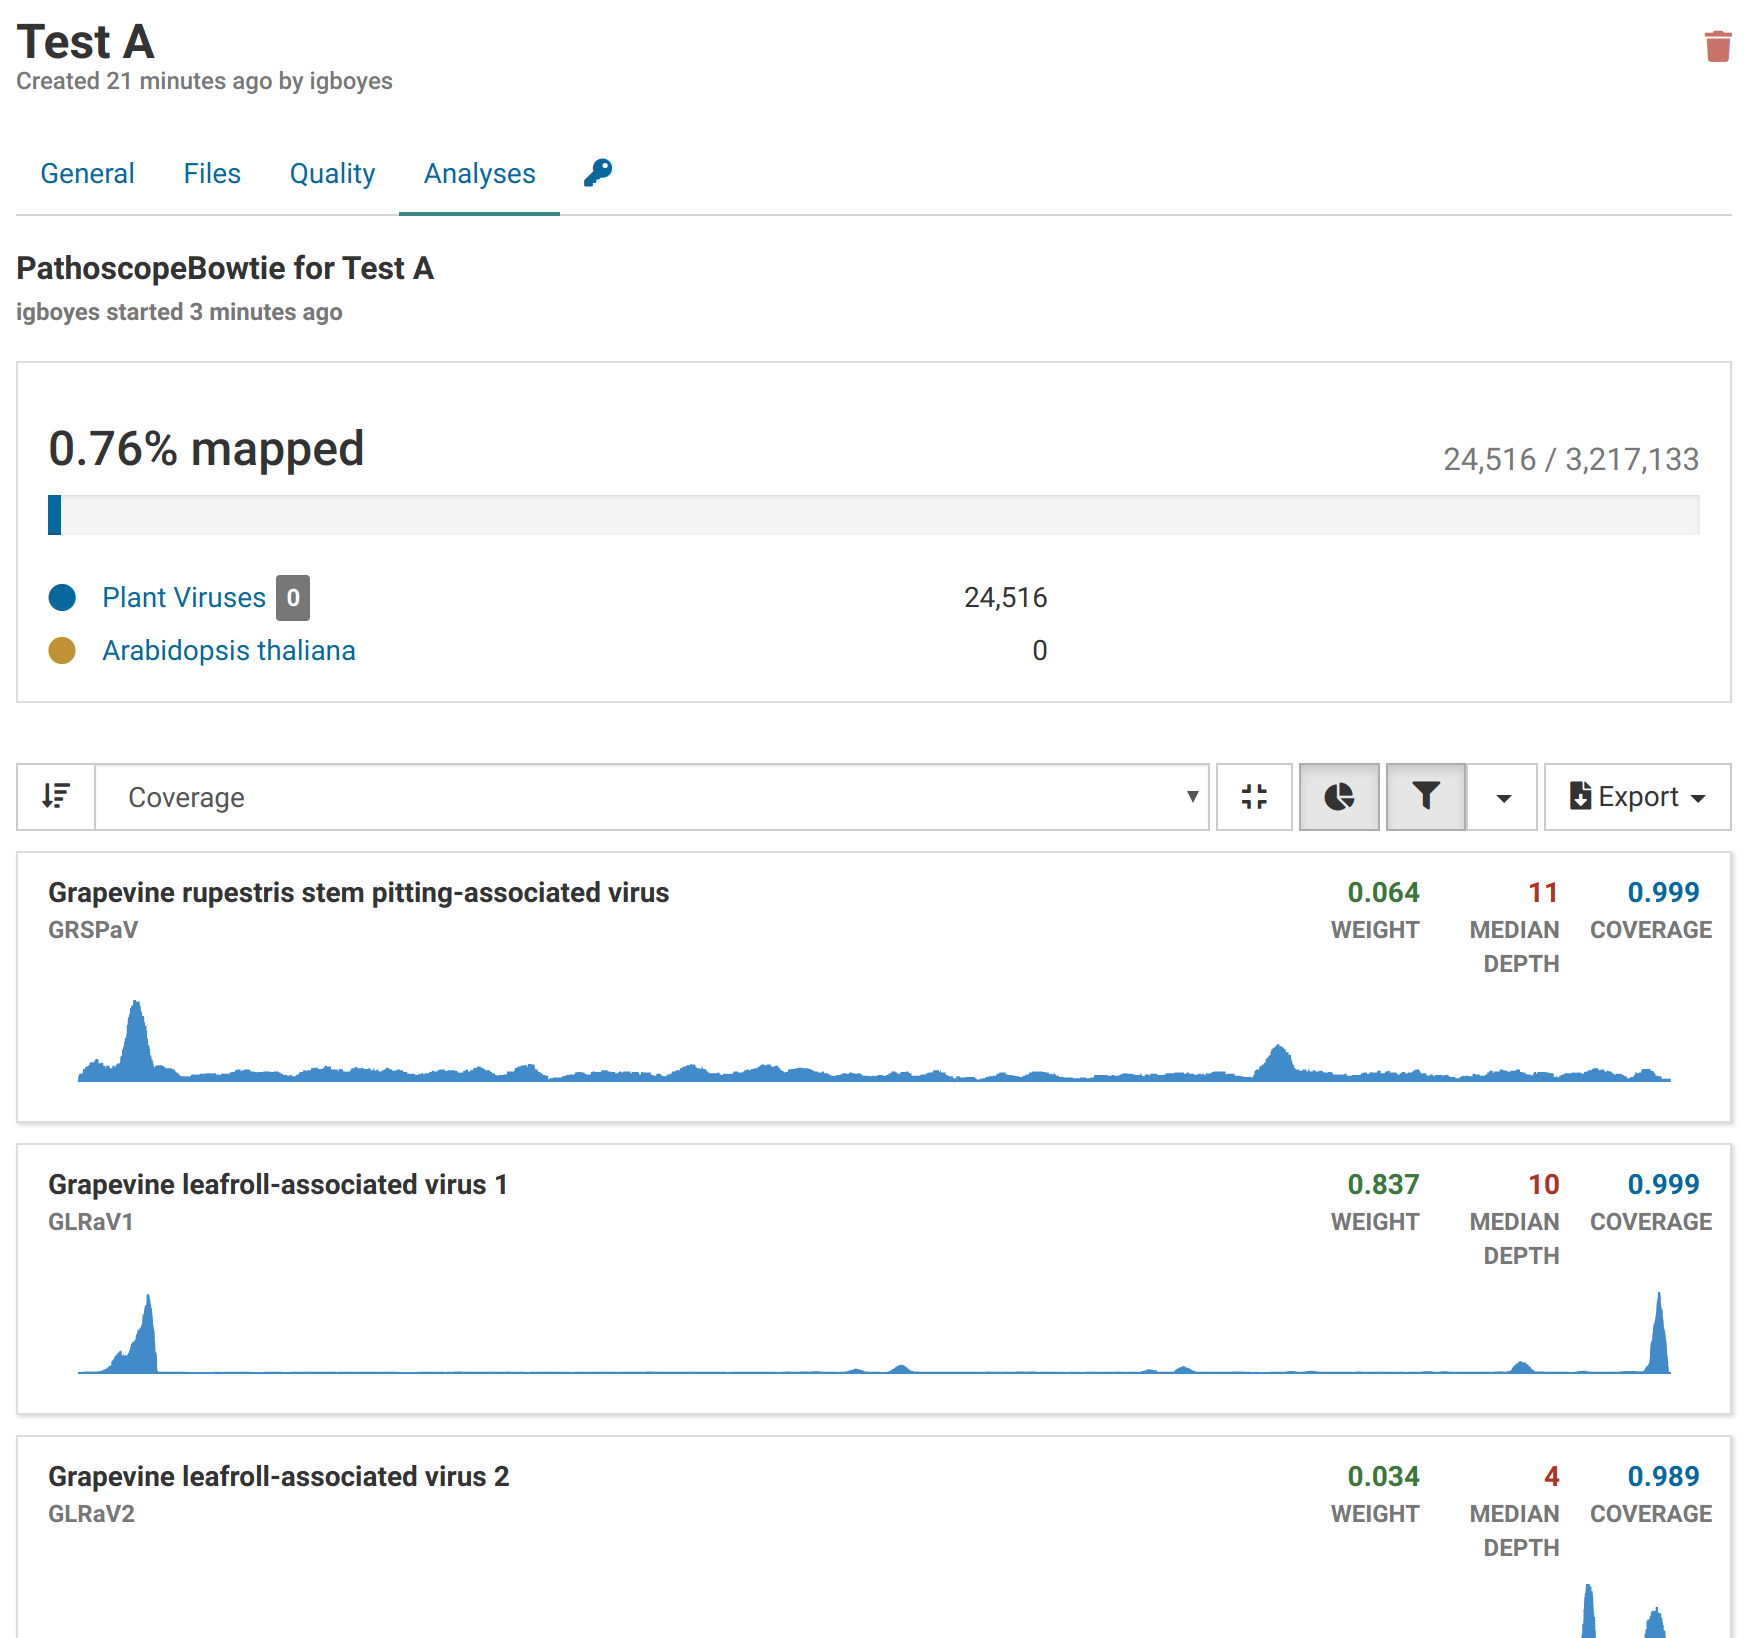 Test A
Created 21 minutes ago by igboyes
General Files Quality Analyses
PathoscopeBowtie for Test A
igboyes started 3 minutes ago
0.76% mapped 24,516 / 3,217,133
Plant Viruses 0 24,516
Arabidopsis thaliana 0
Coverage Export
Grapevine rupestris stem pitting-associated virus 0.064 11 0.999
GRSPaV WEIGHT MEDIAN COVERAGE
DEPTH
Grapevine leafroll-associated virus 1 0.837 10 0.999
GLRaV1 WEIGHT MEDIAN COVERAGE
DEPTH
Grapevine leafroll-associated virus 2 0.034 4 0.989
GLRaV2 WEIGHT MEDIAN COVERAGE
DEPTH